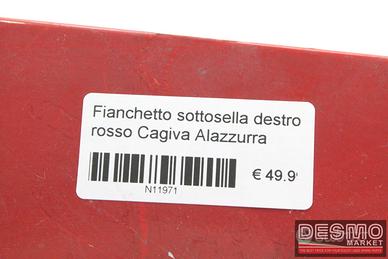 Fianchetto sottosella destro
rosso Cagiva Alazzurra
€ 49.9
N11971
DESMO
MARKET